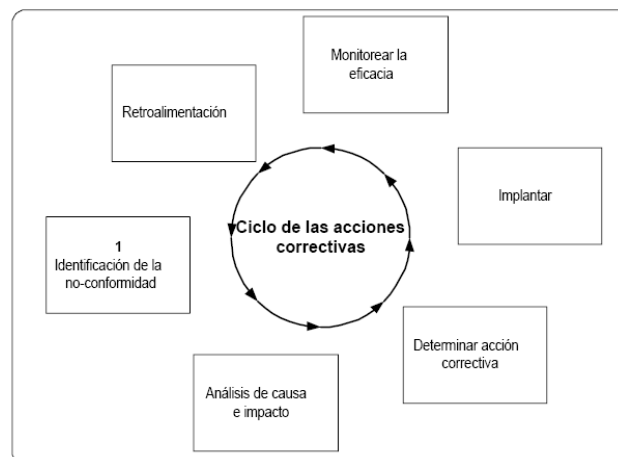 Monitorear la
eficacia
Retroalimentación
Implantar
Ciclo de las acciones
correctivas
1
Identificación de la
no-conformidad
Determinar acción
correctiva
Análisis de causa
e impacto